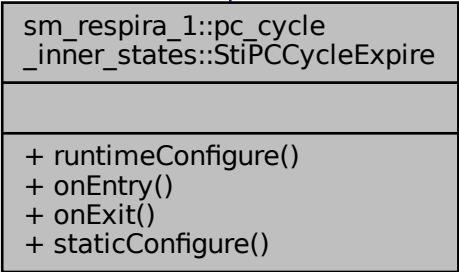 sm_respira_1::pc_cycle
_inner_states::StiPCCycleExpire
+ runtimeConfigure()
+ onEntry()
+ onExit()
+ staticConfigure()